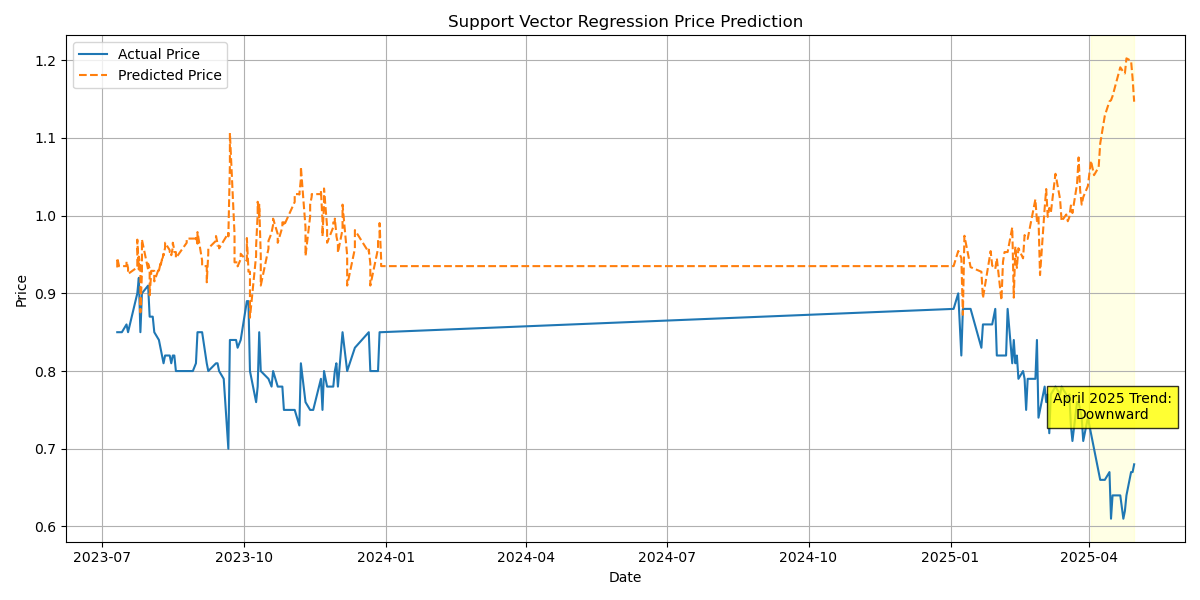 Support Vector Regression Price Prediction
Actual Price
Predicted Price
1.2
1.1
1.0
0.9
0.8
0.7
0.6
Price
April 2025 Trend:
Downward
2023-07
2023-10
2024-01
2024-04
2024-07
2024-10
2025-01
2025-04
Date